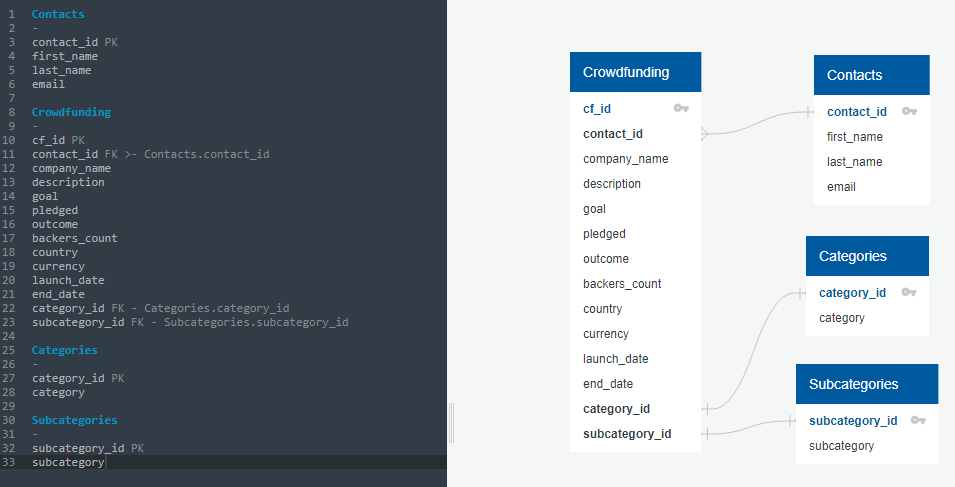 1 Contacts
2 -
3 contact_id PK
4 first_name
5 last_name
6 email
7
8 Crowdfunding
9 -
10 cf_id PK
11 contact_id FK >- Contacts.contact_id
12 company_name
13 description
14 goal
15 pledged
16 outcome
17 backers_count
18 country
19 currency
20 launch_date
21 end_date
22 category_id FK - Categories.category_id
23 subcategory_id FK - Subcategories.subcategory_id
24
25 Categories
26 -
27 category_id PK
28 category
29
30 Subcategories
31 -
32 subcategory_id PK
33 subcategory
Crowdfunding
cf_id
contact_id
company_name
description
goal
pledged
outcome
backers_count
country
currency
launch_date
end_date
category_id
subcategory_id
Contacts
contact_id
first_name
last_name
email
Categories
category_id
category
Subcategories
subcategory_id
subcategory